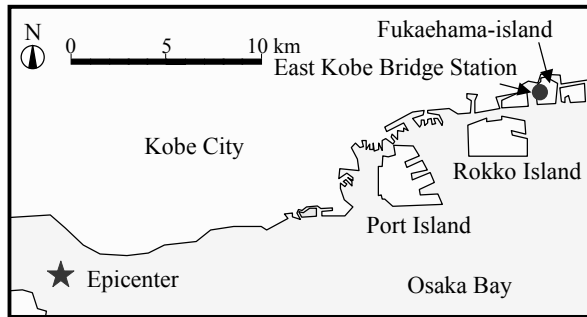 N
0 5 10 km
Fukaehama-island
East Kobe Bridge Station
Kobe City
Rokko Island
Port Island
Epicenter
Osaka Bay